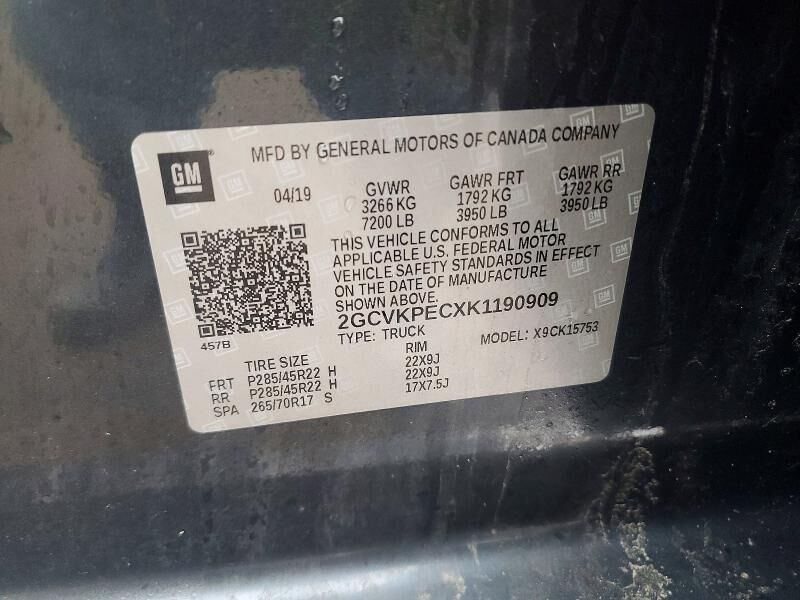 GM
MFD BY GENERAL MOTORS OF CANADA COMPANY
04/19
GVWR GAWR FRT GAWR RR
3266 KG 1792 KG 1792 KG
7200 LB 3950 LB 3950 LB
THIS VEHICLE CONFORMS TO ALL
APPLICABLE U.S. FEDERAL MOTOR
VEHICLE SAFETY STANDARDS IN EFFECT
ON THE DATE OF MANUFACTURE
SHOWN ABOVE.
2GCVKPECXK1190909
457B
TYPE: TRUCK MODEL: X9CK15753
TIRE SIZE RIM
FRT P285/45R22 H 22X9J
RR P285/45R22 H 22X9J
SPA 265/70R17 S 17X7.5J